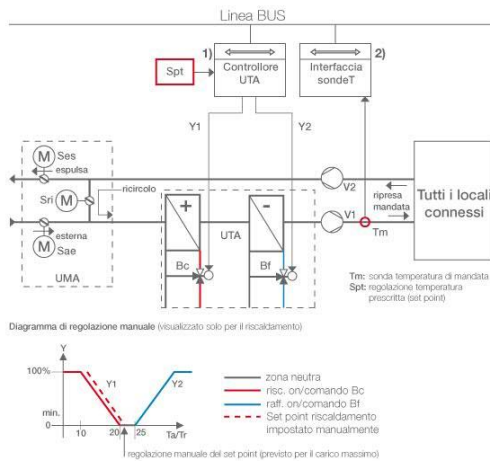 Linea BUS
1)
2)
Spt
Controllore
UTA
Interfaccia
sondeT
Y1
Y2
M
Ses
espulsa
V2
ripresa
mandata
Tutti i locali
connessi
Sri
M
ricircolo
+
-
V1
esterna
UTA
Tm
M
Sae
UMA
Bc
Bf
Tm: sonda temperatura di mandata
Spt: regolazione temperatura
prescritta (set point)
Diagramma di regolazione manuale (visualizzato solo per il riscaldamento)
Y
100%
Y1
Y2
min.
0
10
20
25
Ta/Tr
zona neutra
risc. on/comando Bc
raff. on/comando Bf
Set point riscaldamento
impostato manualmente
regolazione manuale del set point (previsto per il carico massimo)